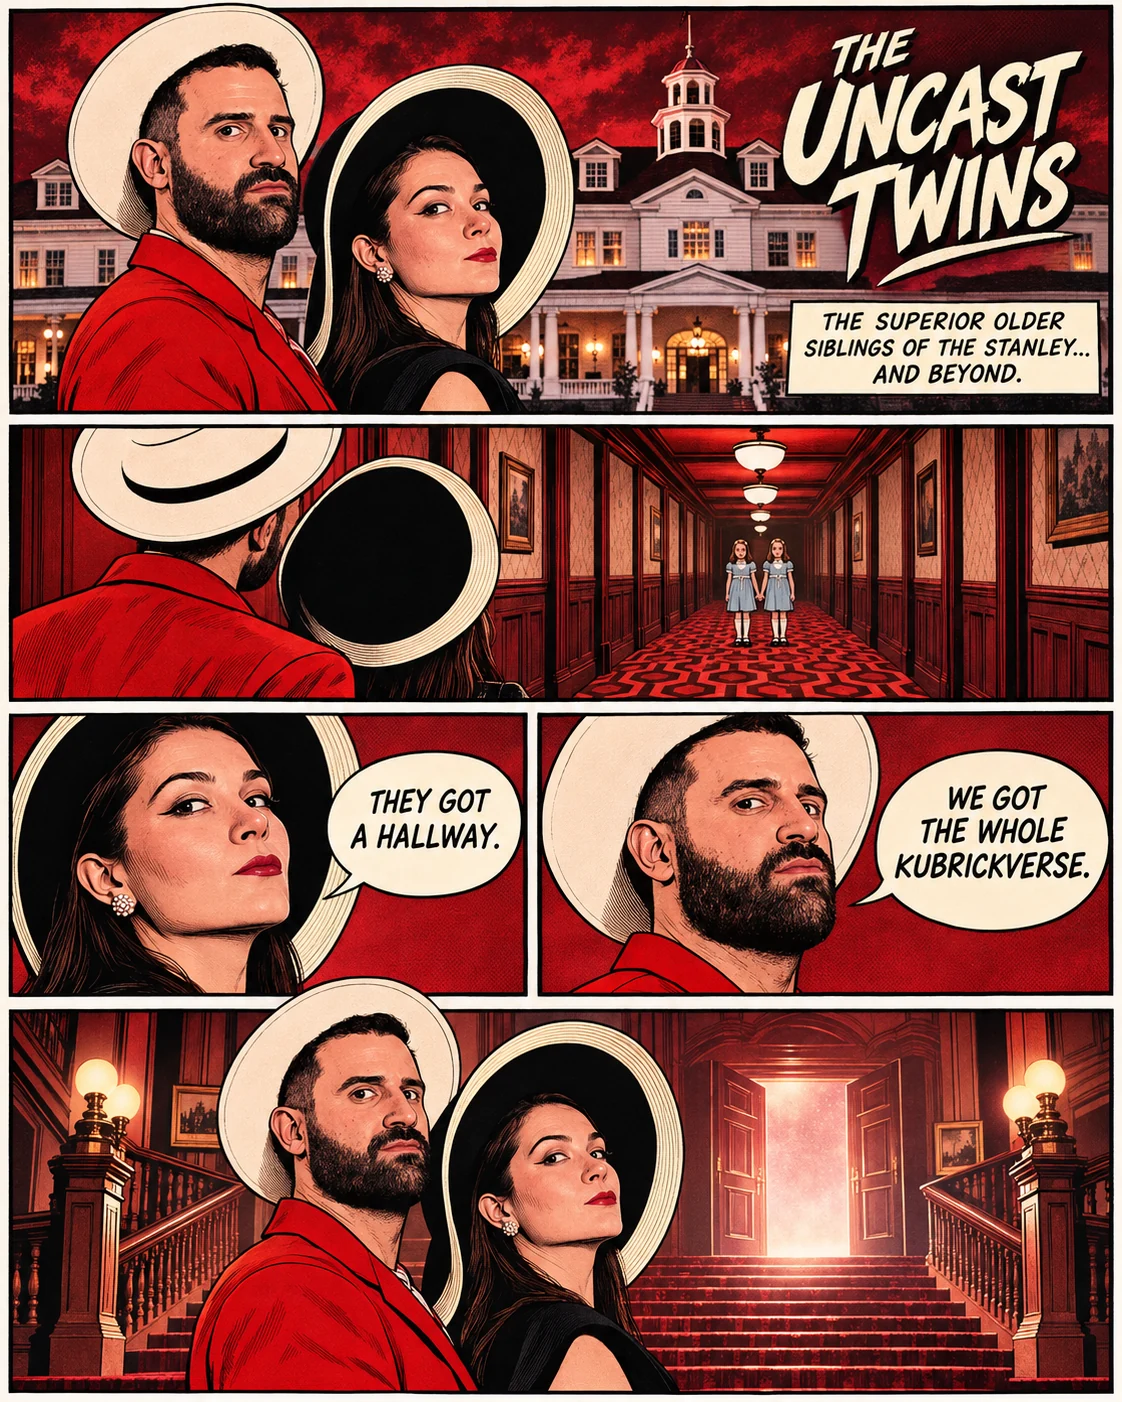 THE
UNCAST
TWINS
THE SUPERIOR OLDER
SIBLINGS OF THE STANLEY...
AND BEYOND.
THEY GOT
A HALLWAY.
WE GOT
THE WHOLE
KUBRICKVERSE.